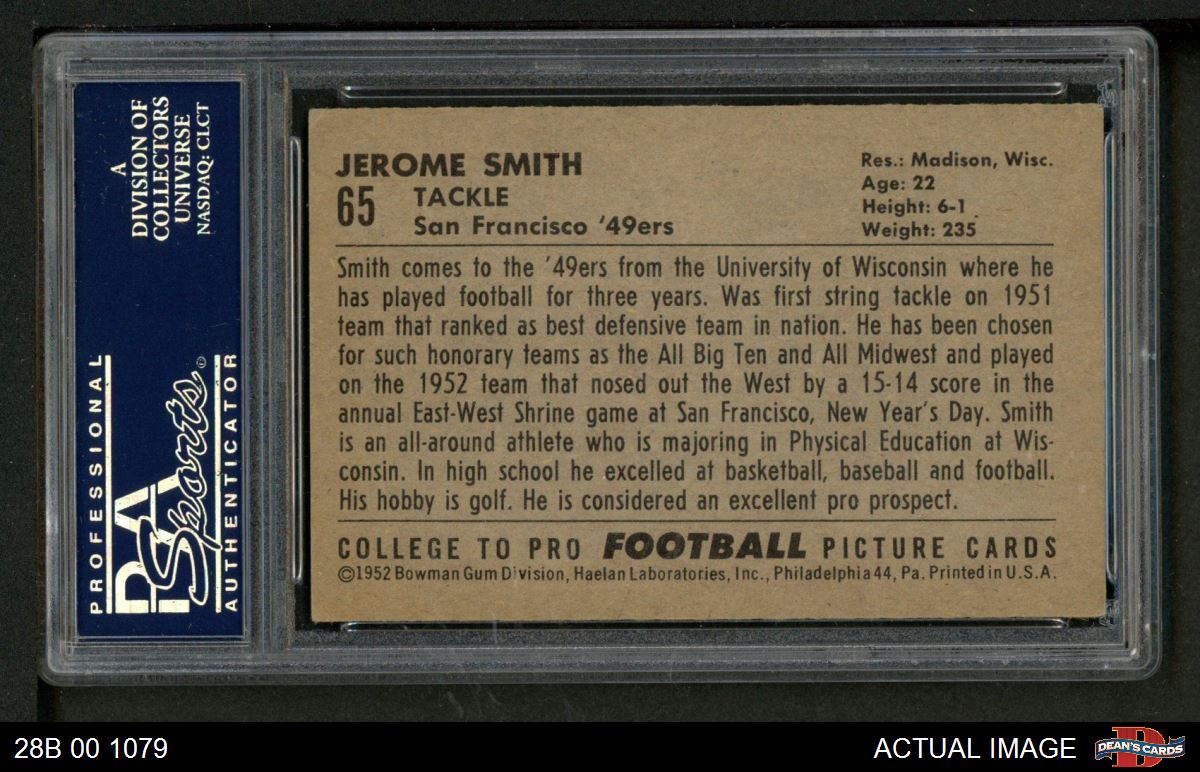 A
DIVISION OF
COLLECTORS
UNIVERSE
NASDAQ: CLCT
PROFESSIONAL
PSA
Sports
AUTHENTICATOR
JEROME SMITH
65
TACKLE
San Francisco '49ers
Res.: Madison, Wisc.
Age: 22
Height: 6-1
Weight: 235
Smith comes to the '49ers from the University of Wisconsin where he
has played football for three years. Was first string tackle on 1951
team that ranked as best defensive team in nation. He has been chosen
for such honorary teams as the All Big Ten and All Midwest and played
on the 1952 team that nosed out the West by a 15-14 score in the
annual East-West Shrine game at San Francisco, New Year's Day. Smith
is an all-around athlete who is majoring in Physical Education at Wis-
consin. In high school he excelled at basketball, baseball and football.
His hobby is golf. He is considered an excellent pro prospect.
COLLEGE TO PRO FOOTBALL PICTURE CARDS
©1952 Bowman Gum Division, Haelan Laboratories, Inc., Philadelphia 44, Pa. Printed in U.S.A.
28B 00 1079
ACTUAL IMAGE
D
DEAN'S CARDS